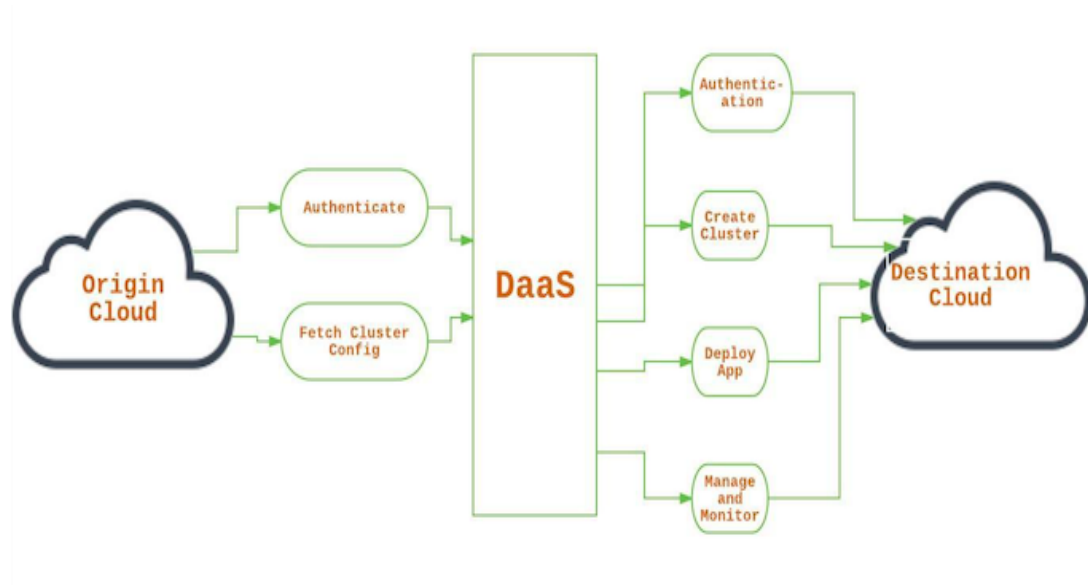 Origin
Cloud
Authenticate
Fetch Cluster
Config
DaaS
Authentic-
ation
Create
Cluster
Deploy
App
Manage
and
Monitor
Destination
Cloud